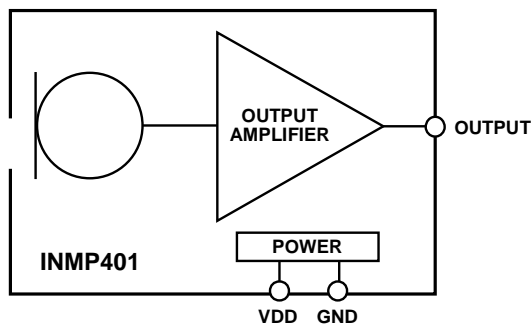 OUTPUT
AMPLIFIER
OUTPUT
POWER
INMP401
VDD GND